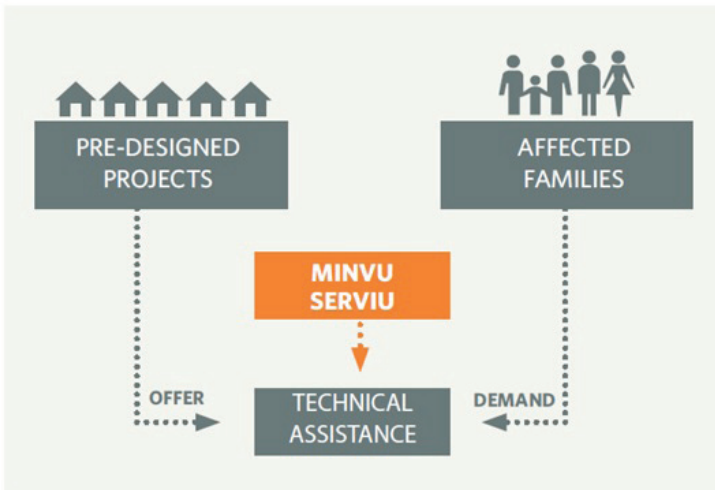 PRE-DESIGNED
PROJECTS
AFFECTED
FAMILIES
MINVU
SERVIU
OFFER
TECHNICAL
ASSISTANCE
DEMAND